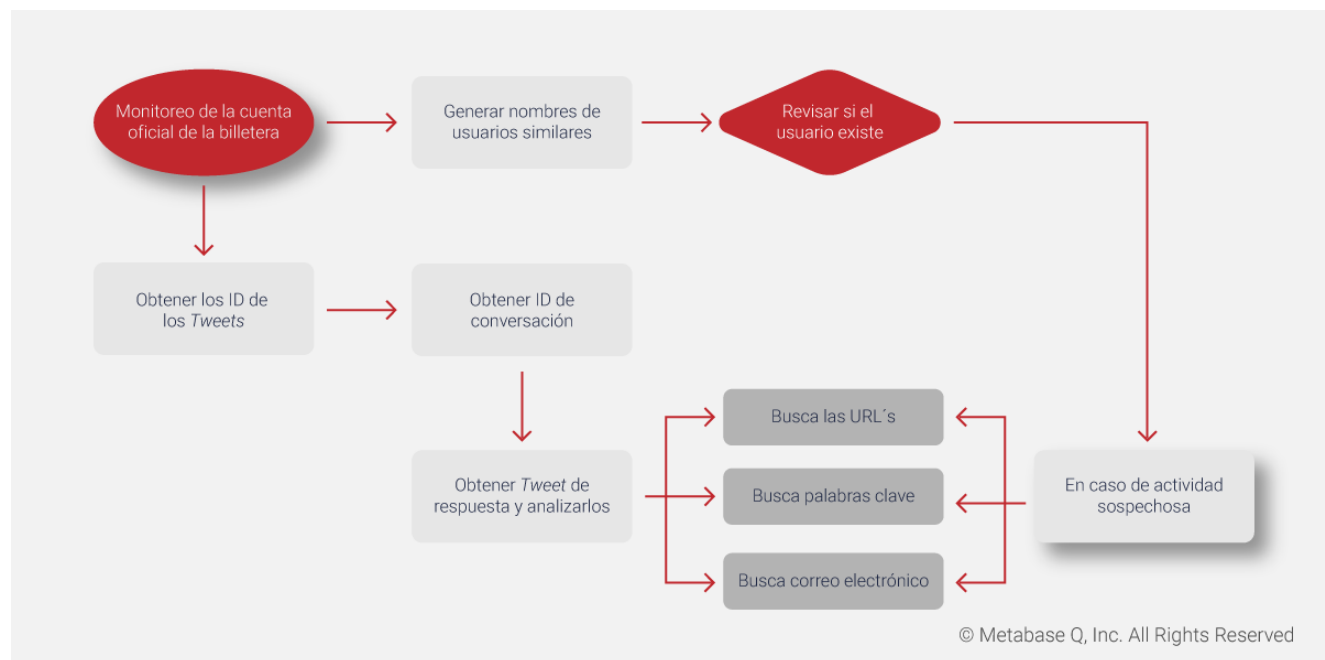 Monitoreo de la cuenta
oficial de la billetera
Generar nombres de
usuarios similares
Revisar si el
usuario existe
Obtener los ID de
los Tweets
Obtener ID de
conversación
Obtener Tweet de
respuesta y analizarlos
Busca las URL´s
Busca palabras clave
Busca correo electrónico
En caso de actividad
sospechosa
© Metabase Q, Inc. All Rights Reserved